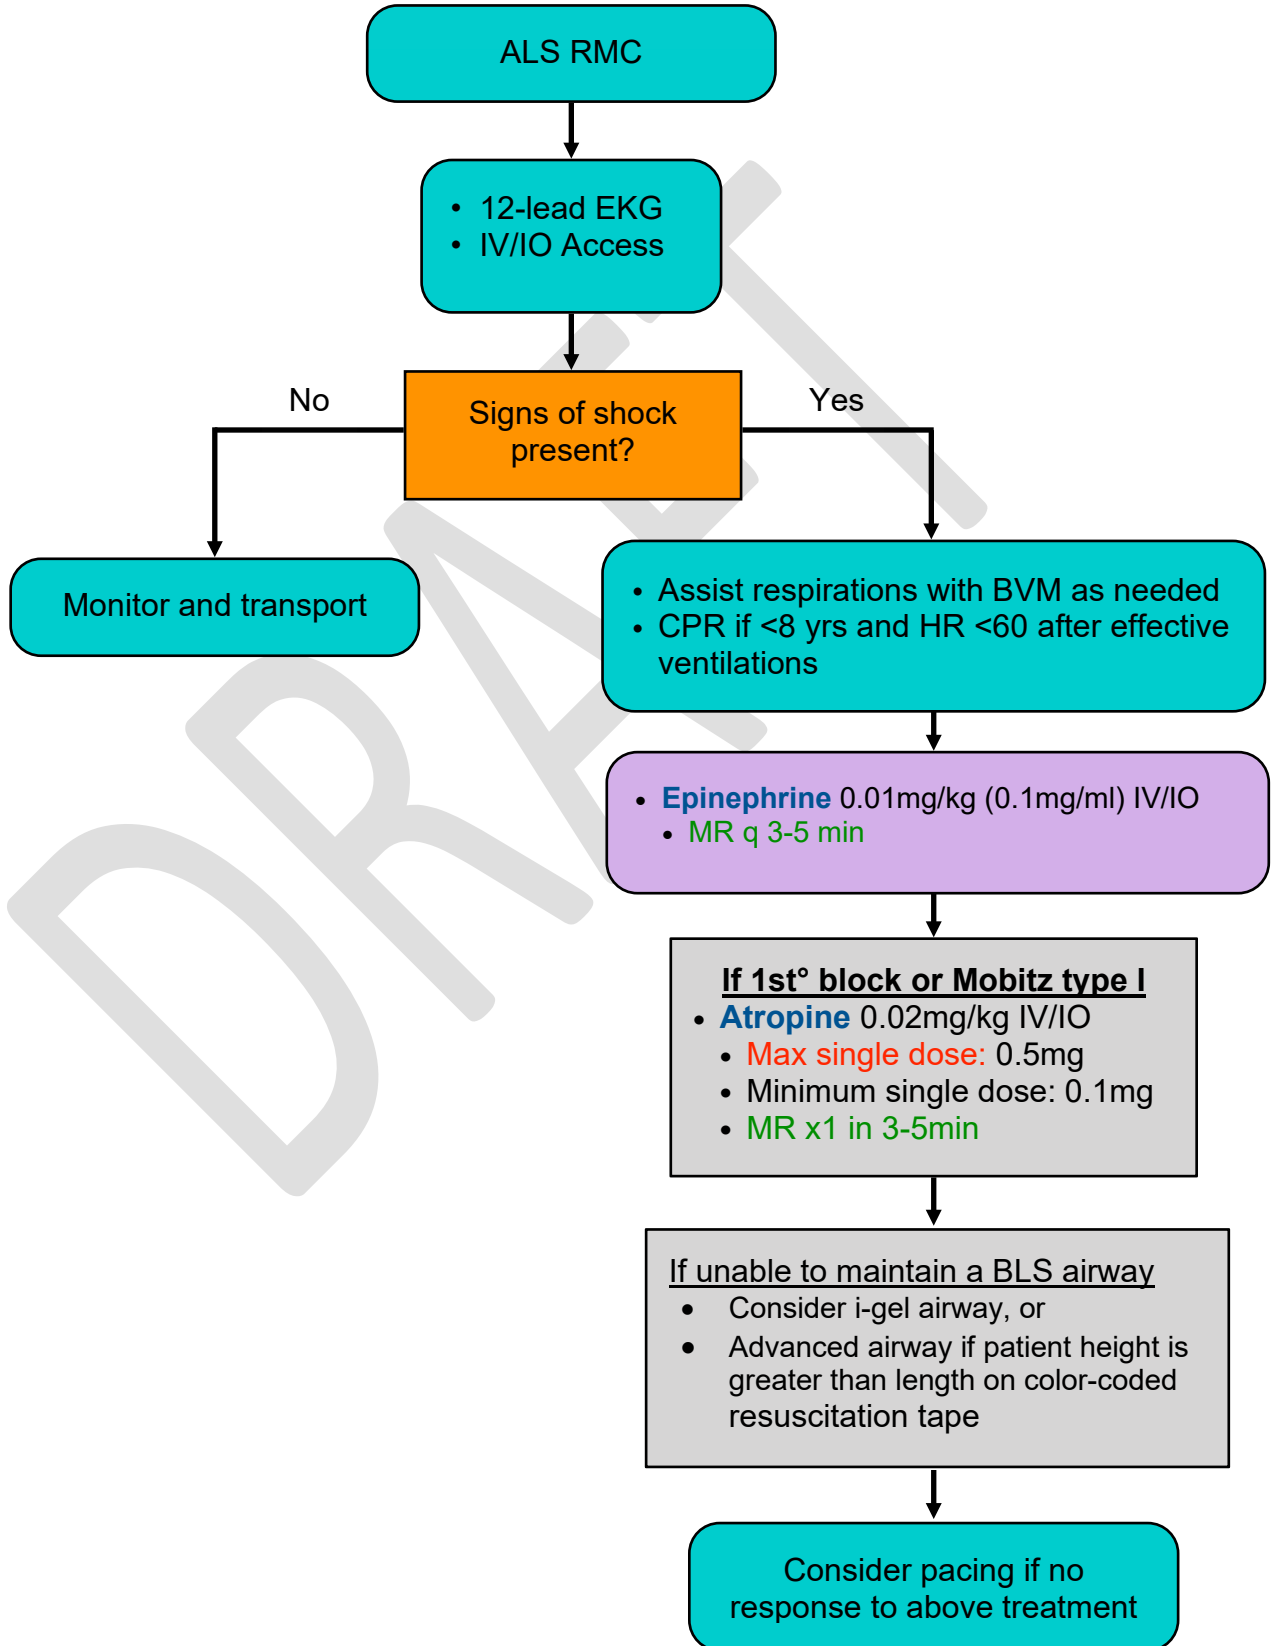 ALS RMC
• 12-lead EKG
• IV/IO Access
Signs of shock
present?
No
Yes
Monitor and transport
• Assist respirations with BVM as needed
• CPR if <8 yrs and HR <60 after effective
ventilations
• Epinephrine 0.01mg/kg (0.1mg/ml) IV/IO
• MR q 3-5 min
If 1st° block or Mobitz type I
• Atropine 0.02mg/kg IV/IO
• Max single dose: 0.5mg
• Minimum single dose: 0.1mg
• MR x1 in 3-5min
If unable to maintain a BLS airway
• Consider i-gel airway, or
• Advanced airway if patient height is
greater than length on color-coded
resuscitation tape
Consider pacing if no
response to above treatment
DRAFT